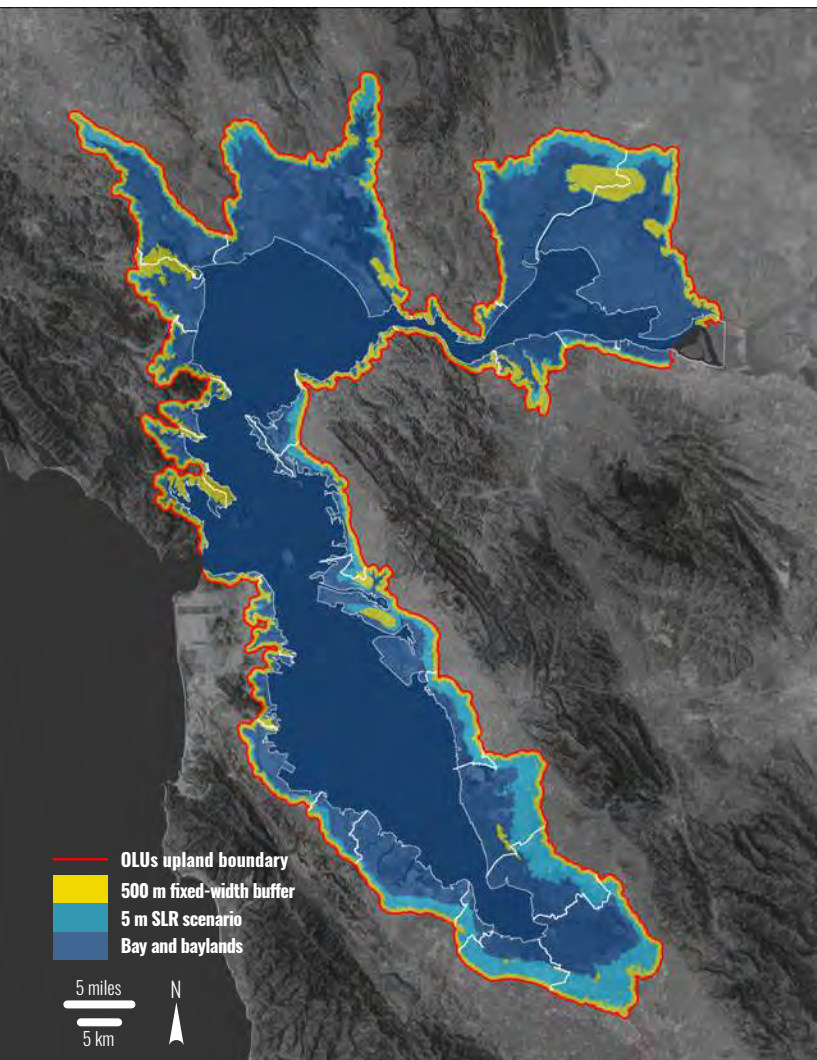 OLUs upland boundary
500 m fixed-width buffer
5 m SLR scenario
Bay and baylands
5 miles
N
5 km